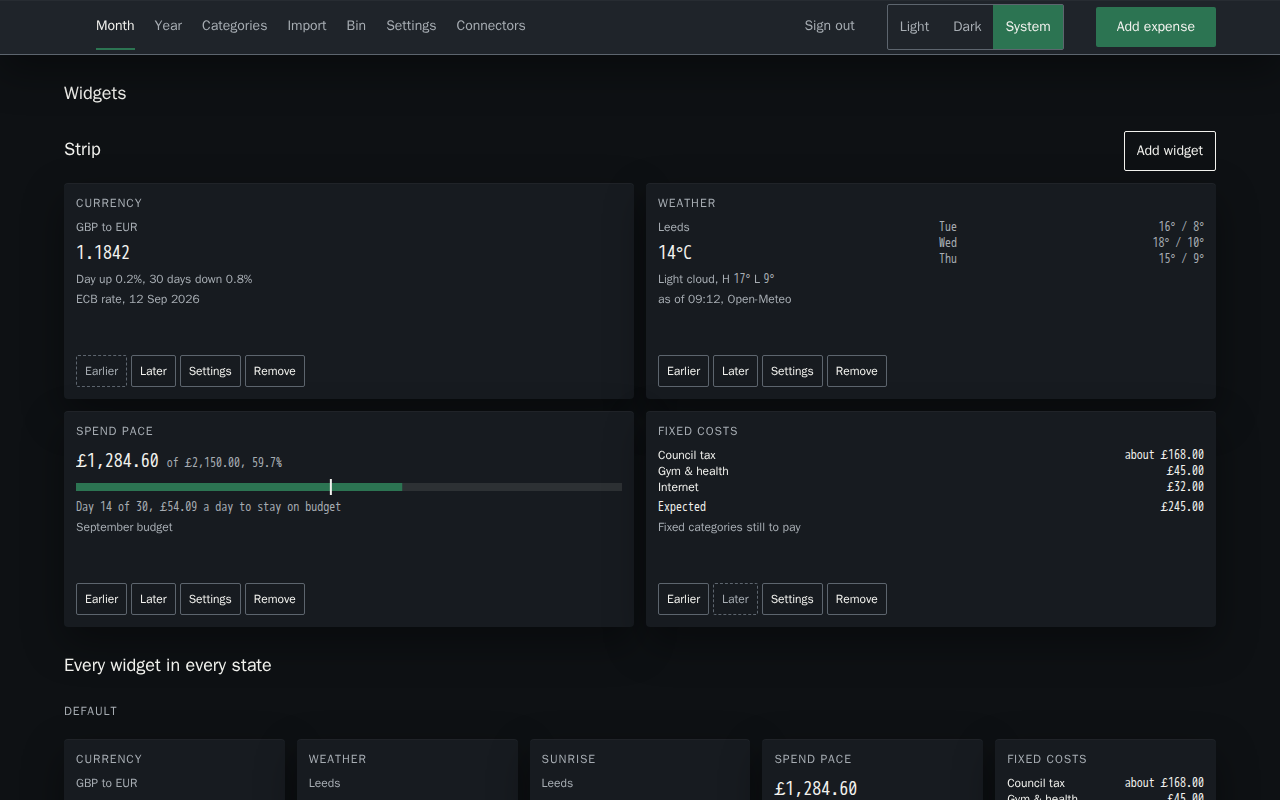 Month Year Categories Import Bin Settings Connectors Sign out Light Dark System Add expense
Widgets
Strip
Add widget
CURRENCY
GBP to EUR
1.1842
Day up 0.2%, 30 days down 0.8%
ECB rate, 12 Sep 2026
Earlier Later Settings Remove
WEATHER
Leeds
14°C
Light cloud, H 17° L 9°
as of 09:12, Open-Meteo
Tue 16° / 8°
Wed 18° / 10°
Thu 15° / 9°
Earlier Later Settings Remove
SPEND PACE
£1,284.60 of £2,150.00, 59.7%
Day 14 of 30, £54.09 a day to stay on budget
September budget
Earlier Later Settings Remove
FIXED COSTS
Council tax about £168.00
Gym & health £45.00
Internet £32.00
Expected £245.00
Fixed categories still to pay
Earlier Later Settings Remove
Every widget in every state
DEFAULT
CURRENCY
GBP to EUR
WEATHER
Leeds
SUNRISE
Leeds
SPEND PACE
£1,284.60
FIXED COSTS
Council tax about £168.00
Gym & health £45.00